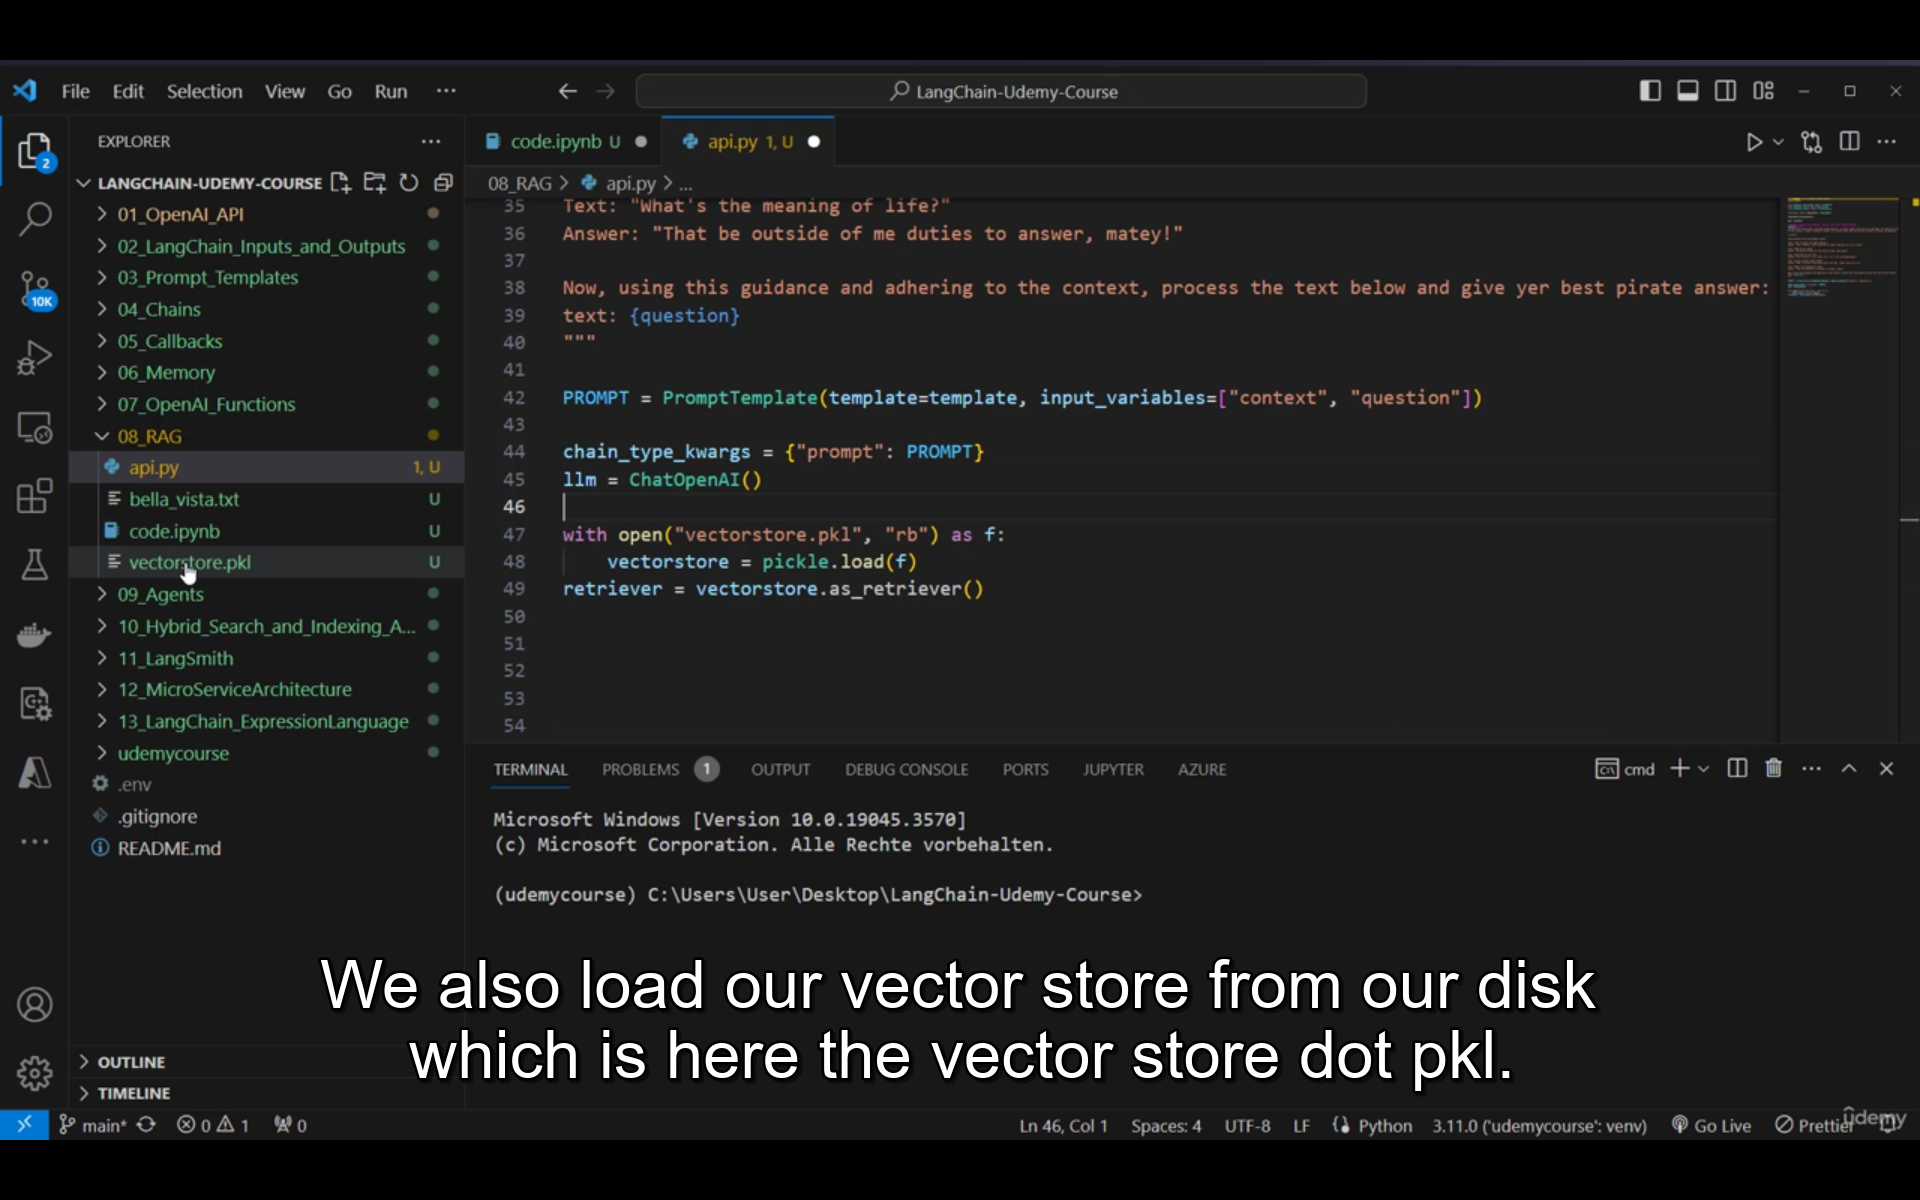 File Edit Selection View Go Run ...
LangChain-Udemy-Course
EXPLORER
2
LANGCHAIN-UDEMY-COURSE
01_OpenAI_API
02_LangChain_Inputs_and_Outputs
03_Prompt_Templates
10K
04_Chains
05_Callbacks
06_Memory
07_OpenAI_Functions
08_RAG
api.py 1, U
bella_vista.txt U
code.ipynb U
vectorstore.pkl U
09_Agents
10_Hybrid_Search_and_Indexing_A...
11_LangSmith
12_MicroServiceArchitecture
13_LangChain_ExpressionLanguage
udemycourse
.env
.gitignore
README.md
OUTLINE
TIMELINE
code.ipynb U api.py 1, U
08_RAG > api.py > ...
35 Text: "What's the meaning of life?"
36 Answer: "That be outside of me duties to answer, matey!"
37
38 Now, using this guidance and adhering to the context, process the text below and give yer best pirate answer:
39 text: {question}
40 """
41
42 PROMPT = PromptTemplate(template=template, input_variables=["context", "question"])
43
44 chain_type_kwargs = {"prompt": PROMPT}
45 llm = ChatOpenAI()
46
47 with open("vectorstore.pkl", "rb") as f:
48     vectorstore = pickle.load(f)
49 retriever = vectorstore.as_retriever()
50
51
52
53
54
TERMINAL PROBLEMS 1 OUTPUT DEBUG CONSOLE PORTS JUPYTER AZURE
cmd
Microsoft Windows [Version 10.0.19045.3570]
(c) Microsoft Corporation. Alle Rechte vorbehalten.
(udemycourse) C:\Users\User\Desktop\LangChain-Udemy-Course>
We also load our vector store from our disk
which is here the vector store dot pkl.
main* 0 1 0 Ln 46, Col 1 Spaces: 4 UTF-8 LF Python 3.11.0 ('udemycourse': venv) Go Live Prettier
ûdemy